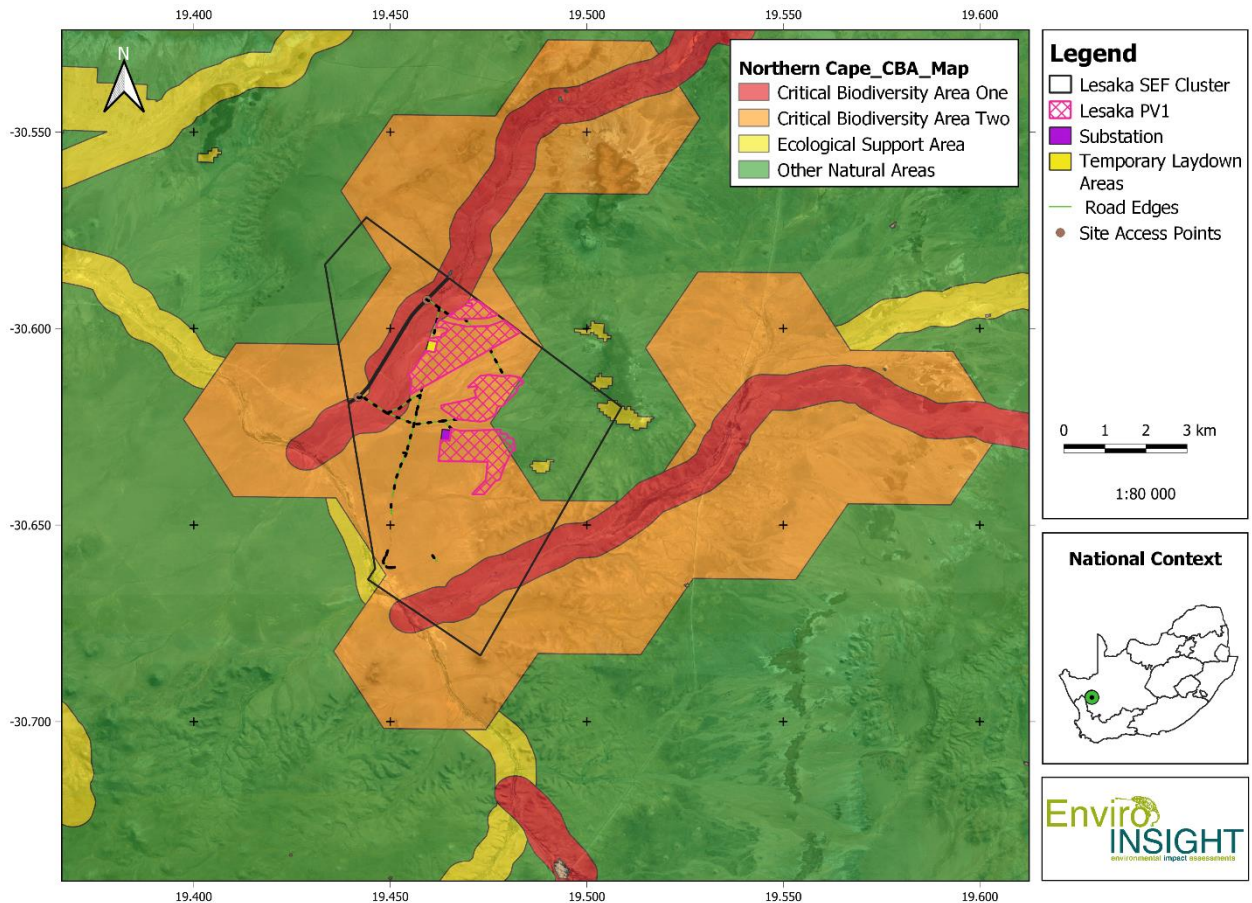 19.400 19.450 19.500 19.550 19.600
N
Northern Cape_CBA_Map
Critical Biodiversity Area One
Critical Biodiversity Area Two
Ecological Support Area
Other Natural Areas
-30.550
-30.600
-30.650
-30.700
19.400 19.450 19.500 19.550 19.600
Legend
Lesaka SEF Cluster
Lesaka PV1
Substation
Temporary Laydown
Areas
Road Edges
Site Access Points
0 1 2 3 km
1:80 000
National Context
Enviro
INSIGHT
environmental impact assessments